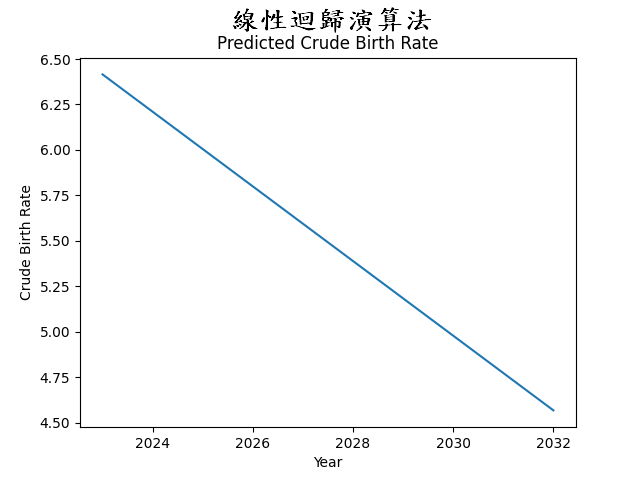 線性迴歸演算法
Predicted Crude Birth Rate
6.50
6.25
6.00
5.75
5.50
5.25
5.00
4.75
4.50
Crude Birth Rate
2024 2026 2028 2030 2032
Year